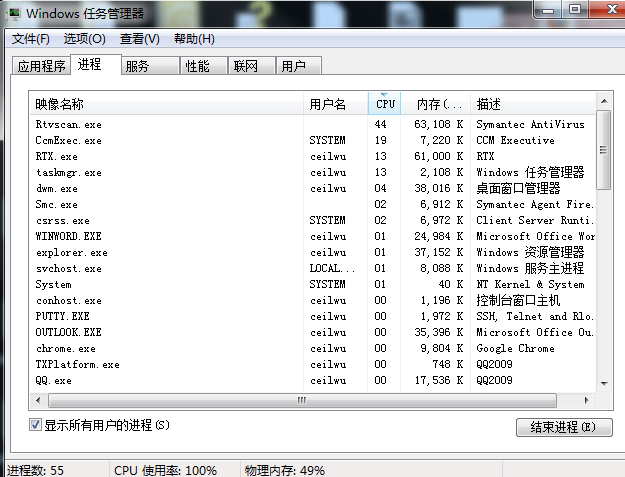 Windows 任务管理器
文件(F) 选项(O) 查看(V) 帮助(H)
应用程序 进程 服务 性能 联网 用户
映像名称 用户名 CPU 内存(... 描述
Rtvscan.exe 44 63,108 K Symantec AntiVirus
CcmExec.exe SYSTEM 19 7,220 K CCM Executive
RTX.exe ceilwu 13 61,000 K RTX
taskmgr.exe ceilwu 13 2,108 K Windows 任务管理器
dwm.exe ceilwu 04 38,016 K 桌面窗口管理器
Smc.exe 02 6,912 K Symantec Agent Fire.
csrss.exe SYSTEM 02 6,972 K Client Server Runti.
WINWORD.EXE ceilwu 01 24,984 K Microsoft Office Wor
explorer.exe ceilwu 01 37,152 K Windows 资源管理器
svchost.exe LOCAL... 01 8,088 K Windows 服务主进程
System SYSTEM 01 40 K NT Kernel & System
conhost.exe ceilwu 00 1,196 K 控制台窗口主机
PUTTY.EXE ceilwu 00 1,972 K SSH, Telnet and Rlo.
OUTLOOK.EXE ceilwu 00 35,396 K Microsoft Office Ou.
chrome.exe ceilwu 00 9,804 K Google Chrome
TXPlatform.exe ceilwu 00 748 K QQ2009
QQ.exe ceilwu 00 17,536 K QQ2009
显示所有用户的进程(S) 结束进程(E)
进程数: 55 CPU 使用率: 100% 物理内存: 49%